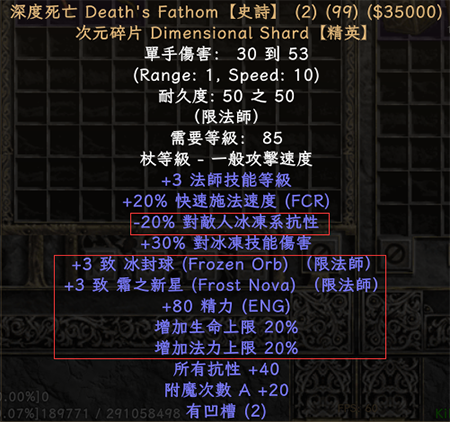 深度死亡 Death's Fathom【史詩】 (2) (99) ($35000)
次元碎片 Dimensional Shard【精英】
單手傷害: 30 到 53
(Range: 1, Speed: 10)
耐久度: 50 之 50
(限法師)
需要等級: 85
杖等級 - 一般攻擊速度
+3 法師技能等級
+20% 快速施法速度 (FCR)
-20% 對敵人冰凍系抗性
+30% 對冰凍技能傷害
+3 致 冰封球 (Frozen Orb) (限法師)
+3 致 霜之新星 (Frost Nova) (限法師)
+80 精力 (ENG)
增加生命上限 20%
增加法力上限 20%
所有抗性 +40
附魔次數 A +20
有凹槽 (2)
.00%]0
0.07%]189771 / 291058498